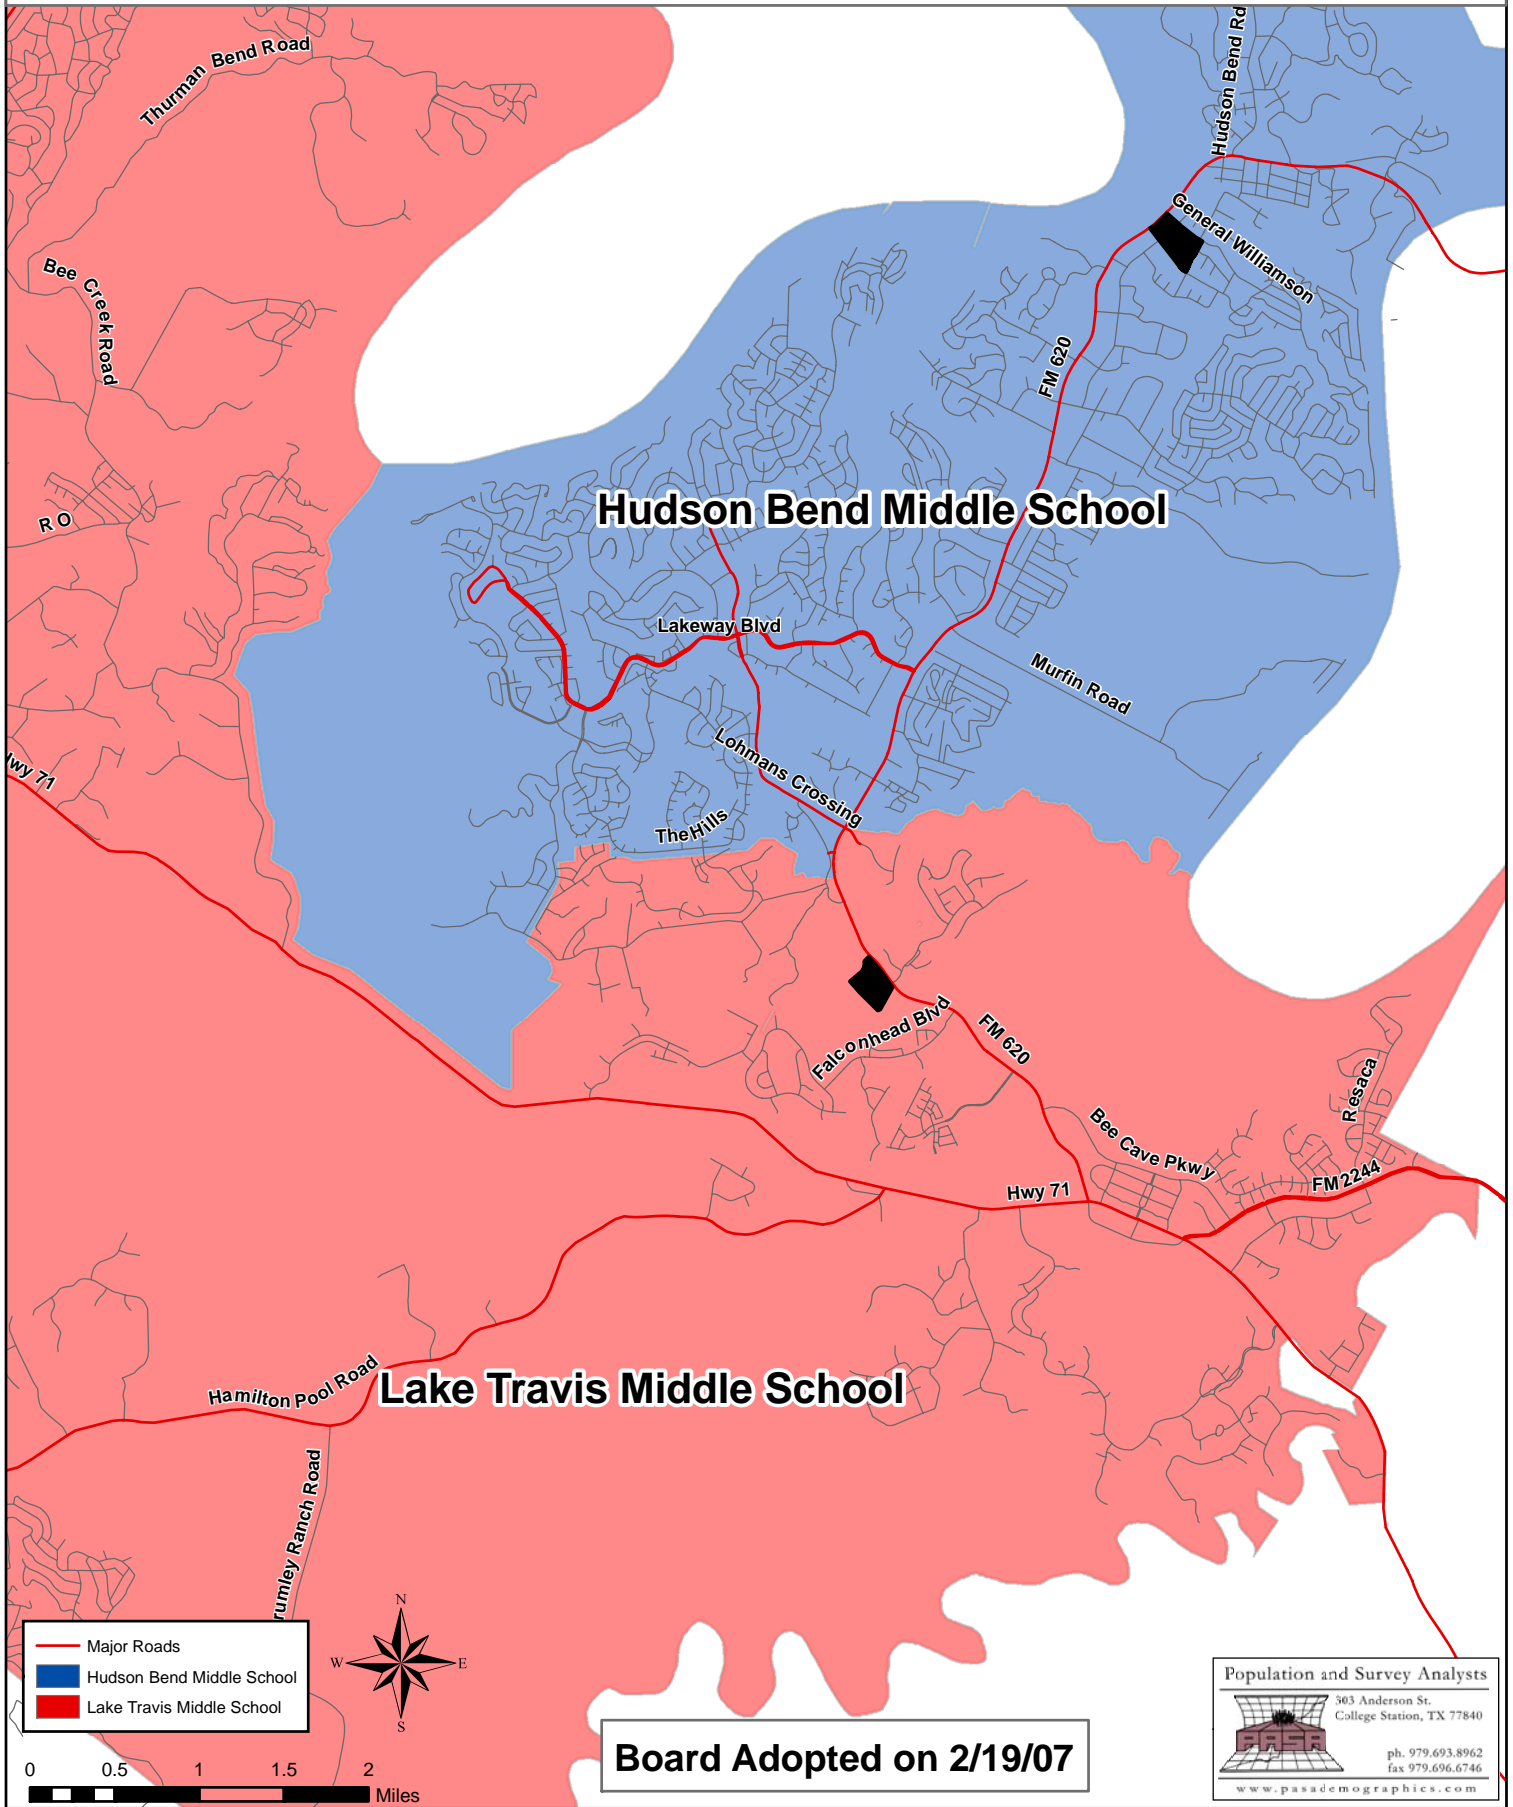 Hudson Bend Rd
Thurman Bend Road
General Williamson
Bee Creek Road
FM 620
R O
Hudson Bend Middle School
Lakeway Blvd
Murfin Road
Lohmans Crossing
Hwy 71
The Hills
Falconhead Blvd
FM 620
Resaca
Bee Cave Pkwy
FM 2244
Hwy 71
Hamilton Pool Road
Lake Travis Middle School
rumley Ranch Road
Major Roads
Hudson Bend Middle School
Lake Travis Middle School
N
W E
S
0 0.5 1 1.5 2
Miles
Board Adopted on 2/19/07
Population and Survey Analysts
303 Anderson St.
College Station, TX 77840
PASA
ph. 979.693.8962
fax 979.696.6746
www.pasademographics.com